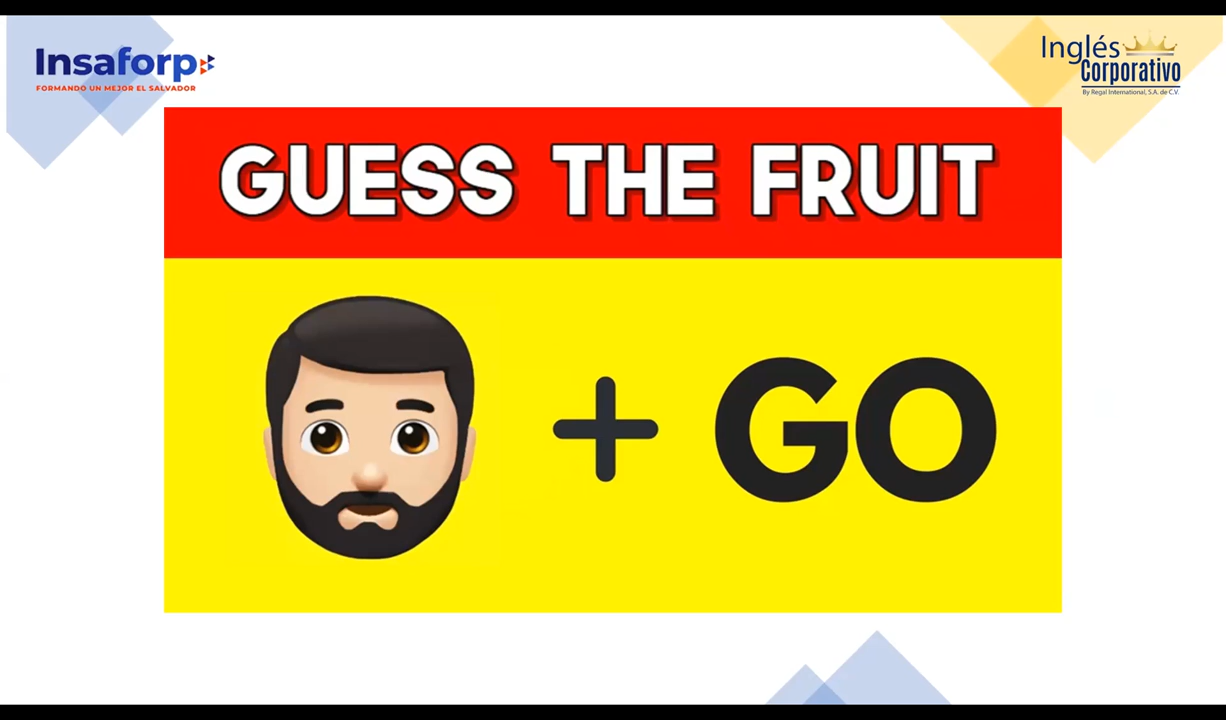 Insaforp
FORMANDO UN MEJOR EL SALVADOR
Inglés
Corporativo
By Regal International, S.A. de C.V.
GUESS THE FRUIT
+ GO